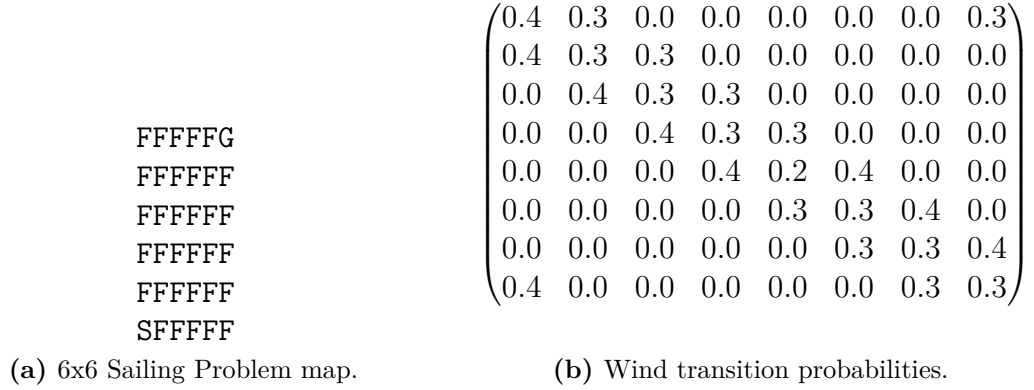 FFFFFG
FFFFFF
FFFFFF
FFFFFF
FFFFFF
SFFFFF
(a) 6x6 Sailing Problem map.
0.4 0.3 0.0 0.0 0.0 0.0 0.0 0.3
0.4 0.3 0.3 0.0 0.0 0.0 0.0 0.0
0.0 0.4 0.3 0.3 0.0 0.0 0.0 0.0
0.0 0.0 0.4 0.3 0.3 0.0 0.0 0.0
0.0 0.0 0.0 0.4 0.2 0.4 0.0 0.0
0.0 0.0 0.0 0.0 0.3 0.3 0.4 0.0
0.0 0.0 0.0 0.0 0.0 0.3 0.3 0.4
0.4 0.0 0.0 0.0 0.0 0.0 0.3 0.3
(b) Wind transition probabilities.